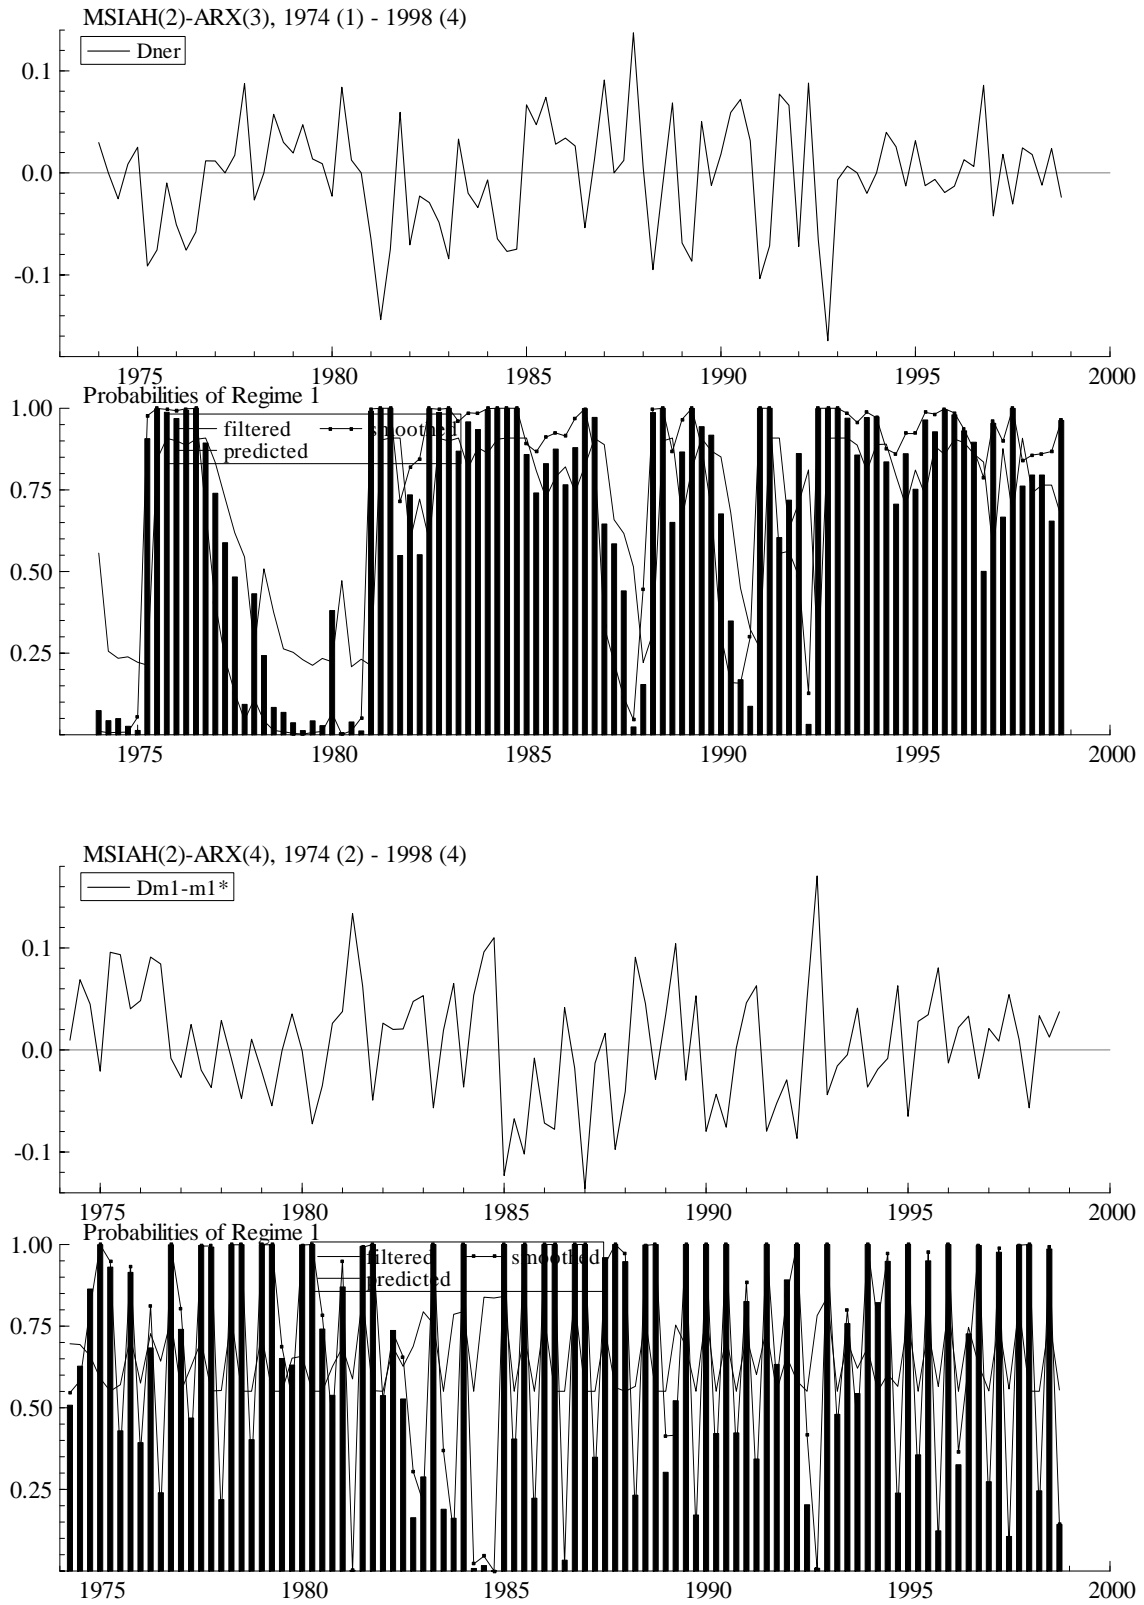 MSIAH(2)-ARX(3), 1974 (1) - 1998 (4)
Dner
0.1
0.0
-0.1
1975 1980 1985 1990 1995 2000
Probabilities of Regime 1
1.00
filtered smoothed
predicted
0.75
0.50
0.25
1975 1980 1985 1990 1995 2000
MSIAH(2)-ARX(4), 1974 (2) - 1998 (4)
Dm1-m1*
0.1
0.0
-0.1
1975 1980 1985 1990 1995 2000
Probabilities of Regime 1
1.00
filtered smoothed
predicted
0.75
0.50
0.25
1975 1980 1985 1990 1995 2000